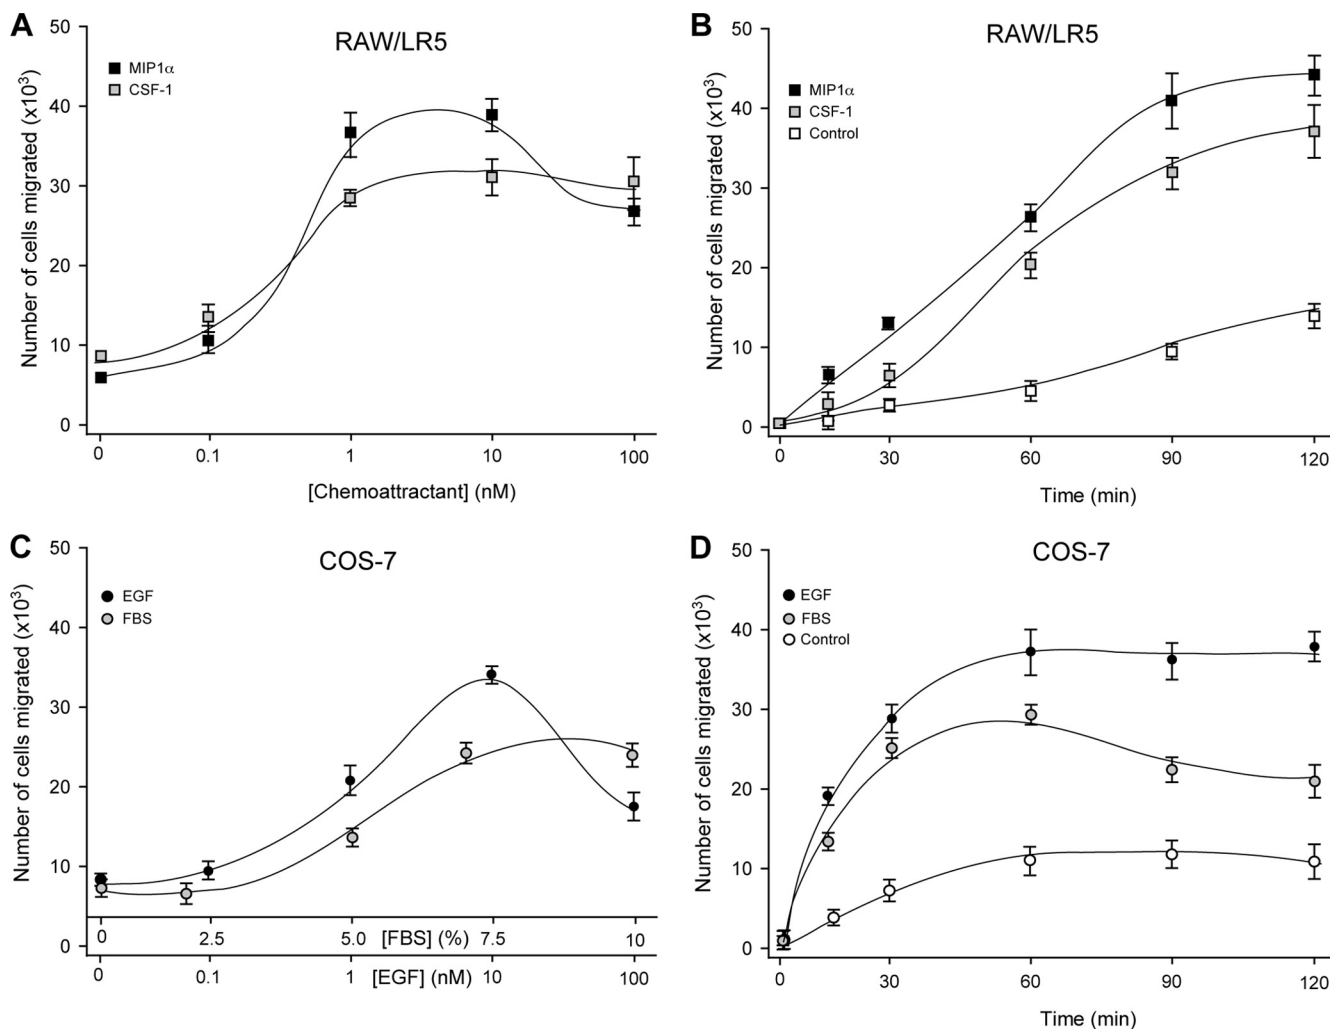 A
RAW/LR5
MIP1α
CSF-1
Number of cells migrated (x10³)
50
40
30
20
10
0
0 0.1 1 10 100
[Chemoattractant] (nM)
B
RAW/LR5
MIP1α
CSF-1
Control
Number of cells migrated (x10³)
50
40
30
20
10
0
0 30 60 90 120
Time (min)
C
COS-7
EGF
FBS
Number of cells migrated (x10³)
50
40
30
20
10
0
0 2.5 5.0 [FBS] (%) 7.5 10
0 0.1 1 [EGF] (nM) 10 100
D
COS-7
EGF
FBS
Control
Number of cells migrated (x10³)
50
40
30
20
10
0
0 30 60 90 120
Time (min)